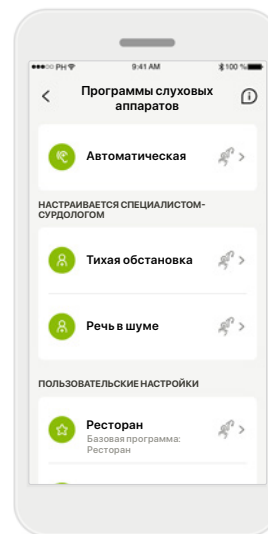 PH 9:41 AM 100 %
Программы слуховых
аппаратов
Автоматическая
НАСТРАИВАЕТСЯ СПЕЦИАЛИСТОМ-
СУРДОЛОГОМ
Тихая обстановка
Речь в шуме
ПОЛЬЗОВАТЕЛЬСКИЕ НАСТРОЙКИ
Ресторан
Базовая программа:
Ресторан